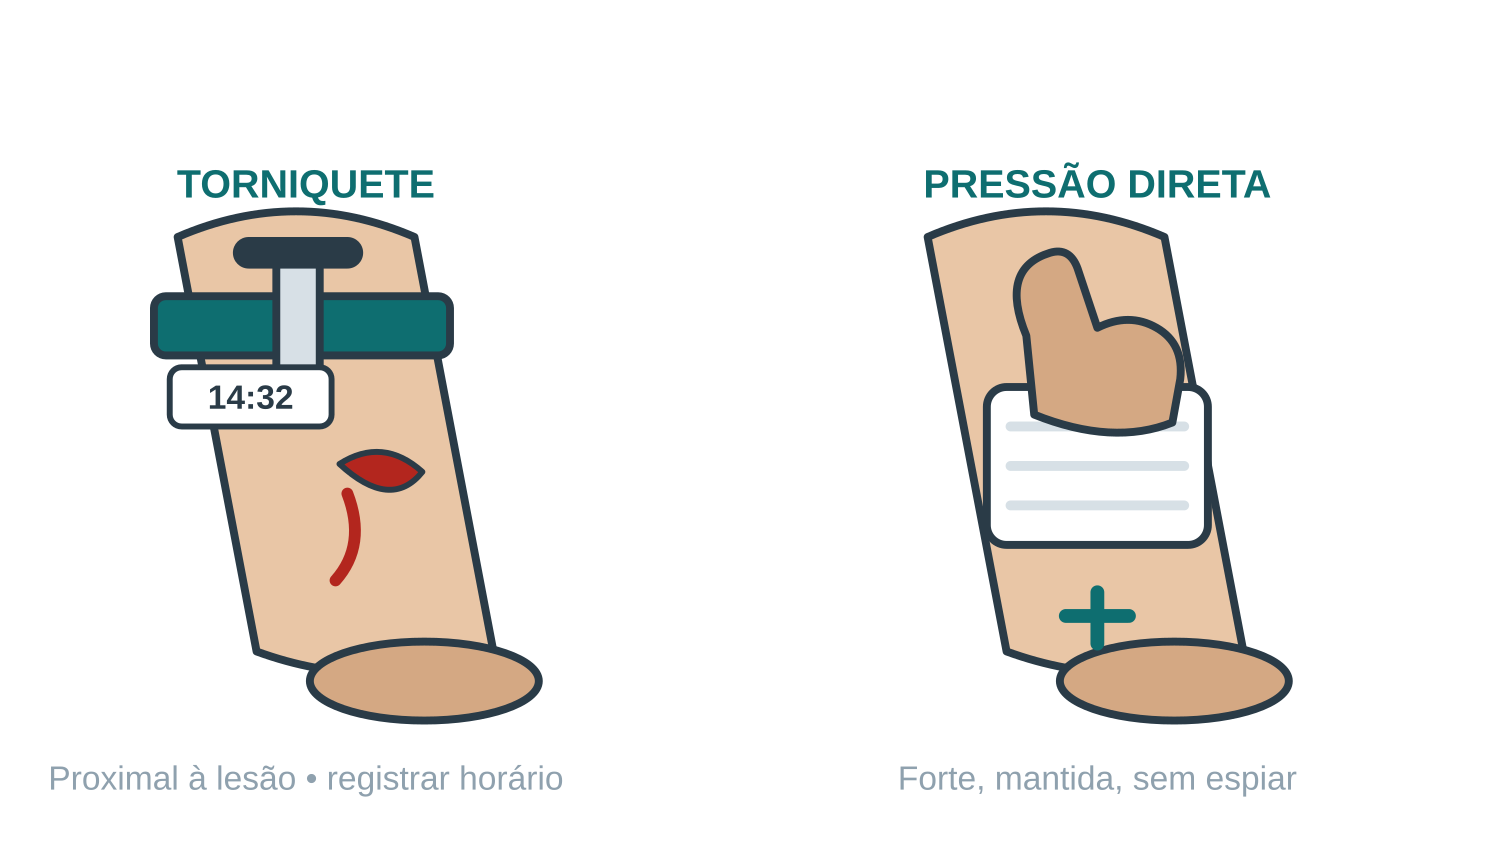 TORNIQUETE
14:32
Proximal à lesão • registrar horário
PRESSÃO DIRETA
Forte, mantida, sem espiar